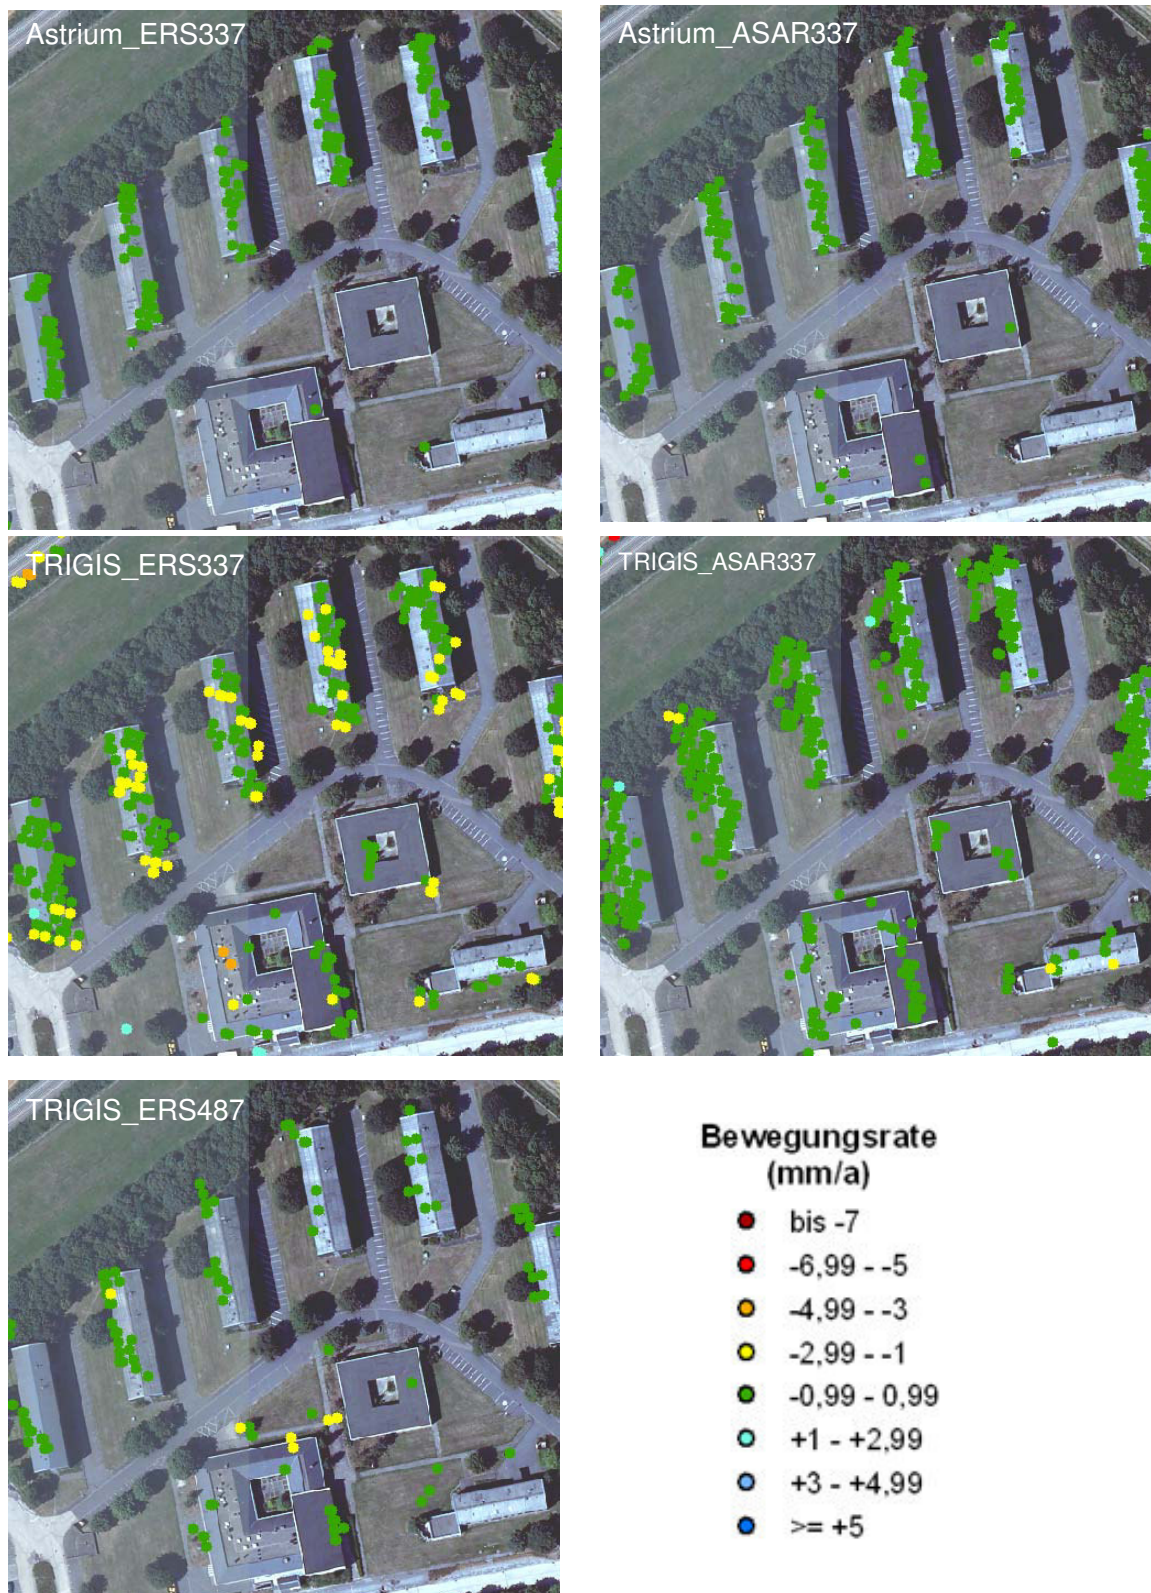 Astrium_ERS337
Astrium_ASAR337
TRIGIS_ERS337
TRIGIS_ASAR337
TRIGIS_ERS487
Bewegungsrate
(mm/a)
bis -7
-6,99 - -5
-4,99 - -3
-2,99 - -1
-0,99 - 0,99
+1 - +2,99
+3 - +4,99
>= +5